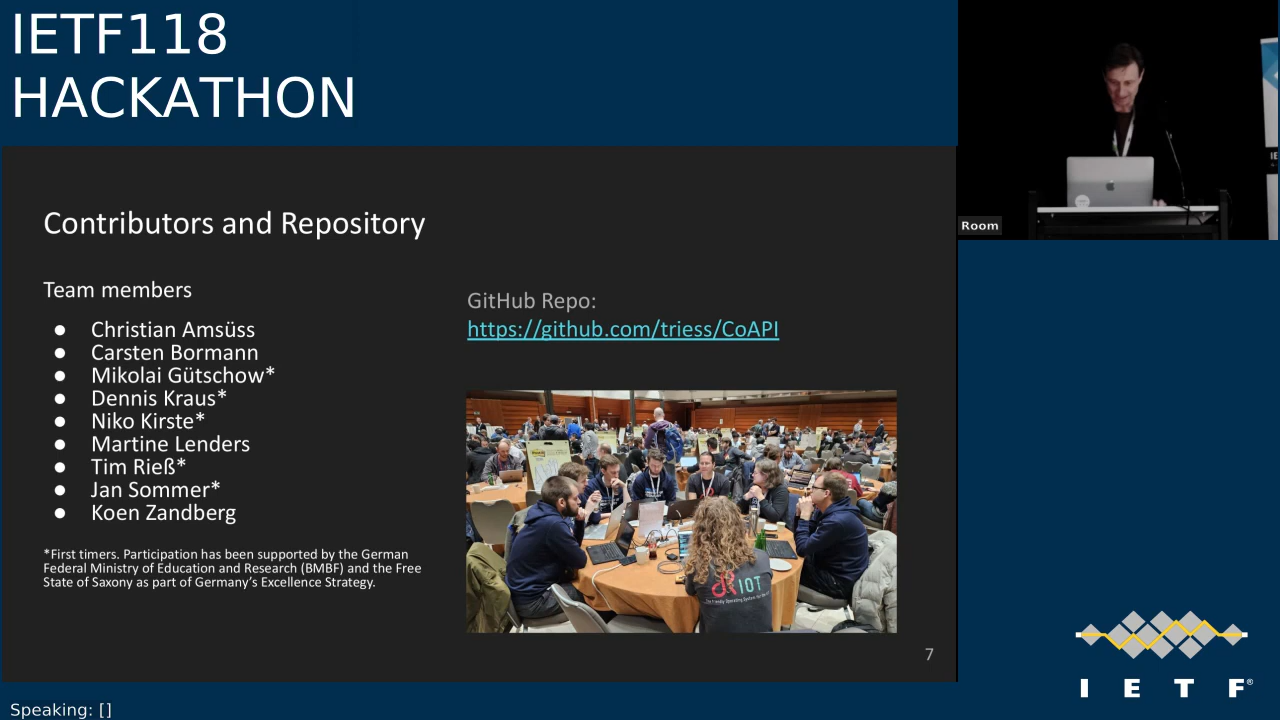 IETF118
HACKATHON
Room
Contributors and Repository
Team members
● Christian Amsüss
● Carsten Bormann
● Mikolai Gütschow*
● Dennis Kraus*
● Niko Kirste*
● Martine Lenders
● Tim Rieß*
● Jan Sommer*
● Koen Zandberg
*First timers. Participation has been supported by the German
Federal Ministry of Education and Research (BMBF) and the Free
State of Saxony as part of Germany’s Excellence Strategy.
GitHub Repo:
https://github.com/triess/CoAPI
RIOT
7
IETF®
Speaking: []